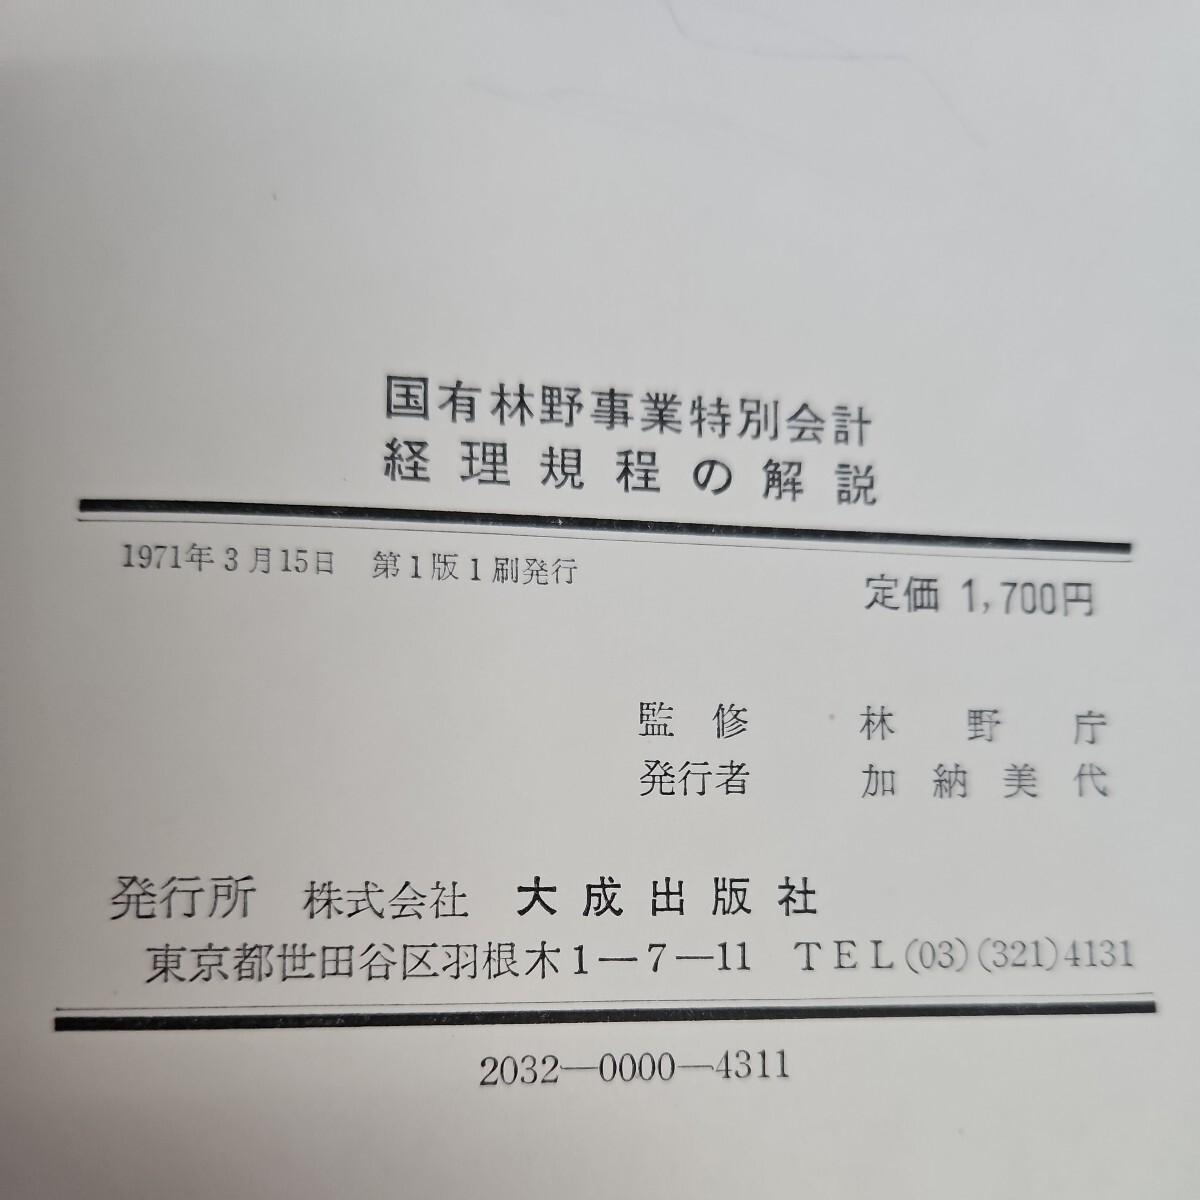 国有林野事業特別会計
経理規程の解説
1971年3月15日 第1版1刷発行
定価 1,700円
監修 林野庁
発行者 加納美代
発行所 株式会社 大成出版社
東京都世田谷区羽根木1—7—11 TEL(03)(321)4131
2032—0000—4311